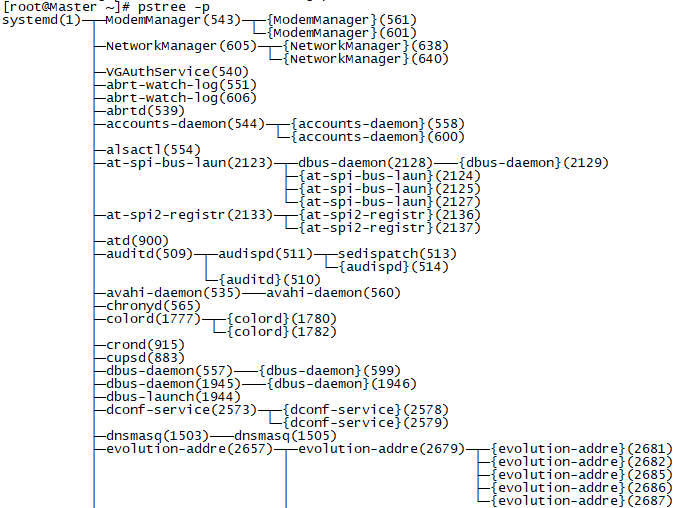 [root@Master ~]# pstree -p
systemd(1)─┬─ModemManager(543)─┬─{ModemManager}(561)
           │                   └─{ModemManager}(601)
           ├─NetworkManager(605)─┬─{NetworkManager}(638)
           │                     └─{NetworkManager}(640)
           ├─VGAuthService(540)
           ├─abrt-watch-log(551)
           ├─abrt-watch-log(606)
           ├─abrtd(539)
           ├─accounts-daemon(544)─┬─{accounts-daemon}(558)
           │                      └─{accounts-daemon}(600)
           ├─alsactl(554)
           ├─at-spi-bus-laun(2123)─┬─dbus-daemon(2128)───{dbus-daemon}(2129)
           │                       ├─{at-spi-bus-laun}(2124)
           │                       ├─{at-spi-bus-laun}(2125)
           │                       └─{at-spi-bus-laun}(2127)
           ├─at-spi2-registr(2133)─┬─{at-spi2-registr}(2136)
           │                       └─{at-spi2-registr}(2137)
           ├─atd(900)
           ├─auditd(509)─┬─audispd(511)─┬─sedispatch(513)
           │             │              └─{audispd}(514)
           │             └─{auditd}(510)
           ├─avahi-daemon(535)───avahi-daemon(560)
           ├─chronyd(565)
           ├─colord(1777)─┬─{colord}(1780)
           │              └─{colord}(1782)
           ├─crond(915)
           ├─cupsd(883)
           ├─dbus-daemon(557)───{dbus-daemon}(599)
           ├─dbus-daemon(1945)───{dbus-daemon}(1946)
           ├─dbus-launch(1944)
           ├─dconf-service(2573)─┬─{dconf-service}(2578)
           │                     └─{dconf-service}(2579)
           ├─dnsmasq(1503)───dnsmasq(1505)
           ├─evolution-addre(2657)─┬─evolution-addre(2679)─┬─{evolution-addre}(2681)
           │                       │                       ├─{evolution-addre}(2682)
           │                       │                       ├─{evolution-addre}(2685)
           │                       │                       ├─{evolution-addre}(2686)
           │                       │                       └─{evolution-addre}(2687)